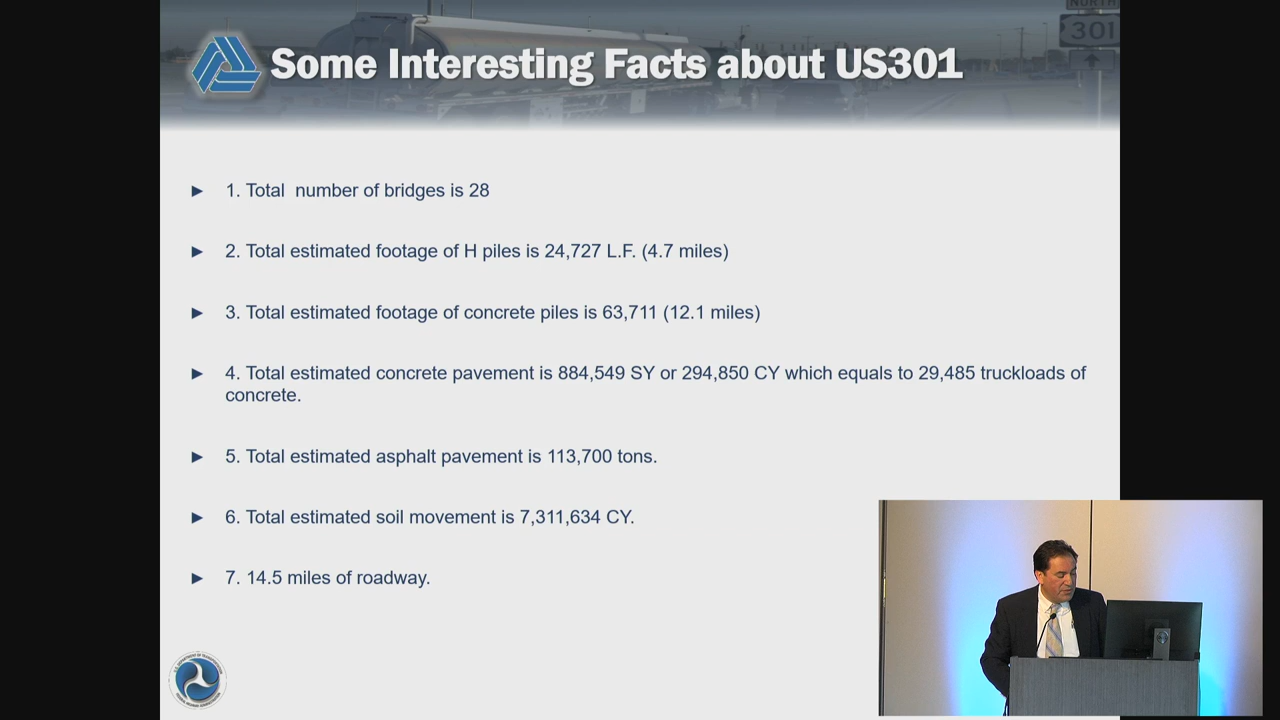 NORTH
301
Some Interesting Facts about US301
► 1. Total  number of bridges is 28
► 2. Total estimated footage of H piles is 24,727 L.F. (4.7 miles)
► 3. Total estimated footage of concrete piles is 63,711 (12.1 miles)
► 4. Total estimated concrete pavement is 884,549 SY or 294,850 CY which equals to 29,485 truckloads of
concrete.
► 5. Total estimated asphalt pavement is 113,700 tons.
► 6. Total estimated soil movement is 7,311,634 CY.
► 7. 14.5 miles of roadway.